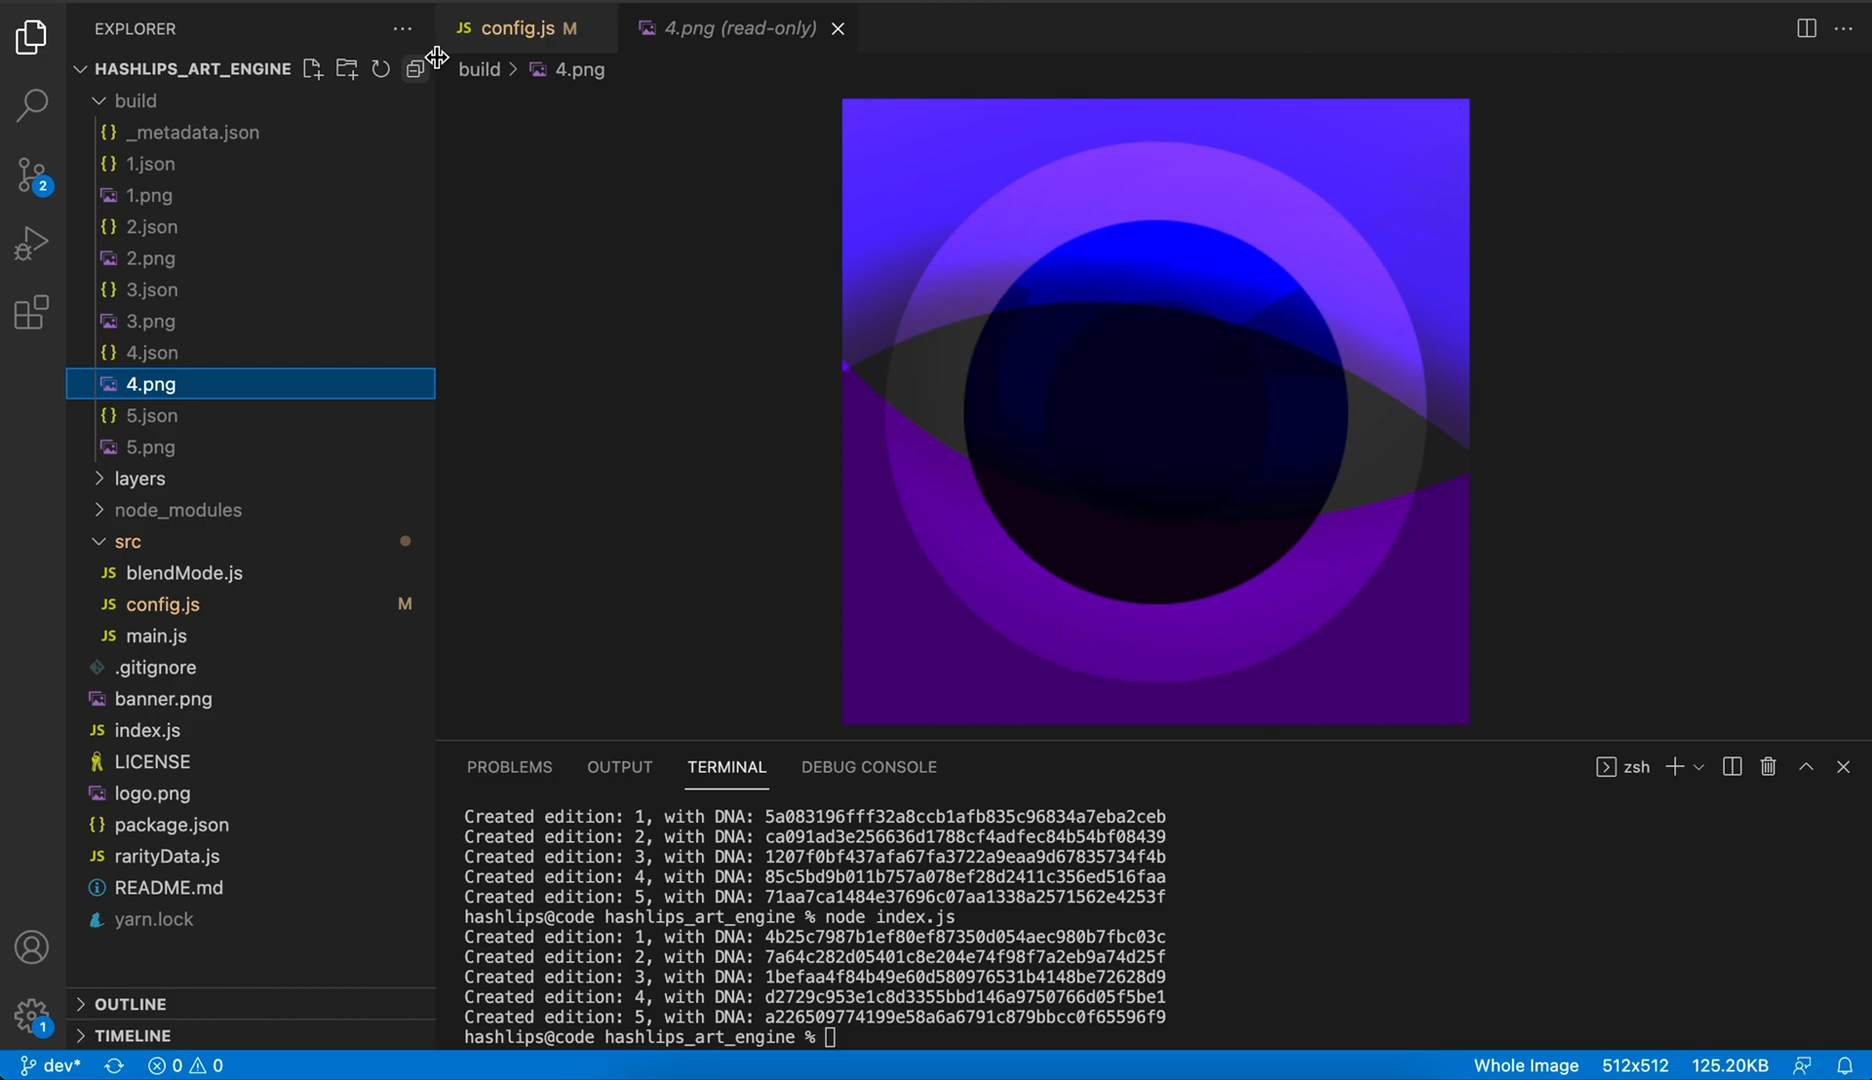 EXPLORER
HASHLIPS_ART_ENGINE
build
_metadata.json
1.json
1.png
2.json
2.png
3.json
3.png
4.json
4.png
5.json
5.png
layers
node_modules
src
JS blendMode.js
JS config.js M
JS main.js
.gitignore
banner.png
JS index.js
LICENSE
logo.png
package.json
JS rarityData.js
README.md
yarn.lock
OUTLINE
TIMELINE
2
1
JS config.js M
4.png (read-only)
build > 4.png
PROBLEMS OUTPUT TERMINAL DEBUG CONSOLE
zsh
Created edition: 1, with DNA: 5a083196fff32a8ccb1afb835c96834a7eba2ceb
Created edition: 2, with DNA: ca091ad3e256636d1788cf4adfec84b54bf08439
Created edition: 3, with DNA: 1207f0bf437afa67fa3722a9eaa9d67835734f4b
Created edition: 4, with DNA: 85c5bd9b011b757a078ef28d2411c356ed516faa
Created edition: 5, with DNA: 71aa7ca1484e37696c07aa1338a2571562e4253f
hashlips@code hashlips_art_engine % node index.js
Created edition: 1, with DNA: 4b25c7987b1ef80ef87350d054aec980b7fbc03c
Created edition: 2, with DNA: 7a64c282d05401c8e204e74f98f7a2eb9a74d25f
Created edition: 3, with DNA: 1befaa4f84b49e60d580976531b4148be72628d9
Created edition: 4, with DNA: d2729c953e1c8d3355bbd146a9750766d05f5be1
Created edition: 5, with DNA: a226509774199e58a6a6791c879bbcc0f65596f9
hashlips@code hashlips_art_engine %
dev* 0 0
Whole Image 512x512 125.20KB